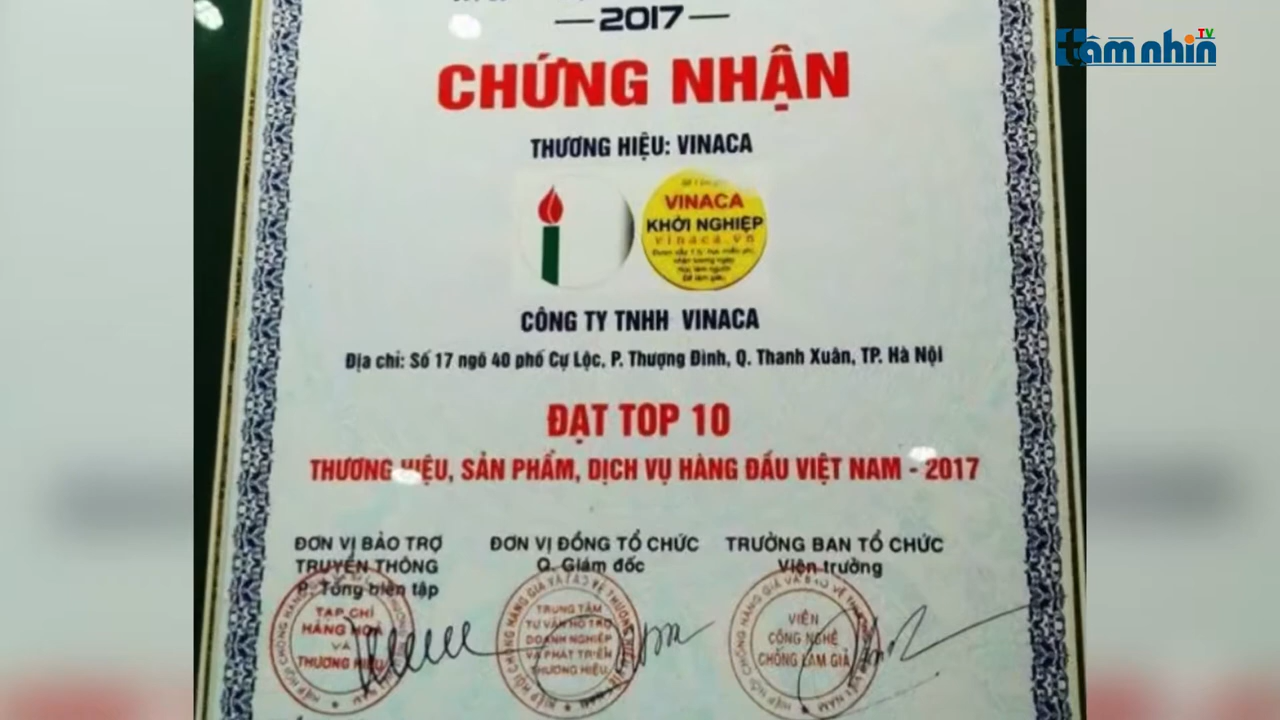 tâm nhìn TV
—2017—
CHỨNG NHẬN
THƯƠNG HIỆU: VINACA
VINACA
KHỞI NGHIỆP
vinaca.vn
CÔNG TY TNHH VINACA
Địa chỉ: Số 17 ngõ 40 phố Cự Lộc, P. Thượng Đình, Q. Thanh Xuân, TP. Hà Nội
ĐẠT TOP 10
THƯƠNG HIỆU, SẢN PHẨM, DỊCH VỤ HÀNG ĐẦU VIỆT NAM - 2017
ĐƠN VỊ BẢO TRỢ
TRUYỀN THÔNG
P. Tổng biên tập
ĐƠN VỊ ĐỒNG TỔ CHỨC
Q. Giám đốc
TRƯỞNG BAN TỔ CHỨC
Viện trưởng
TẠP CHÍ
HÀNG HOÁ
VÀ
THƯƠNG HIỆU
TRUNG TÂM
TƯ VẤN HỖ TRỢ
DOANH NGHIỆP
VÀ PHÁT TRIỂN
THƯƠNG HIỆU
VIỆN
CÔNG NGHỆ
CHỐNG LÀM GIẢ